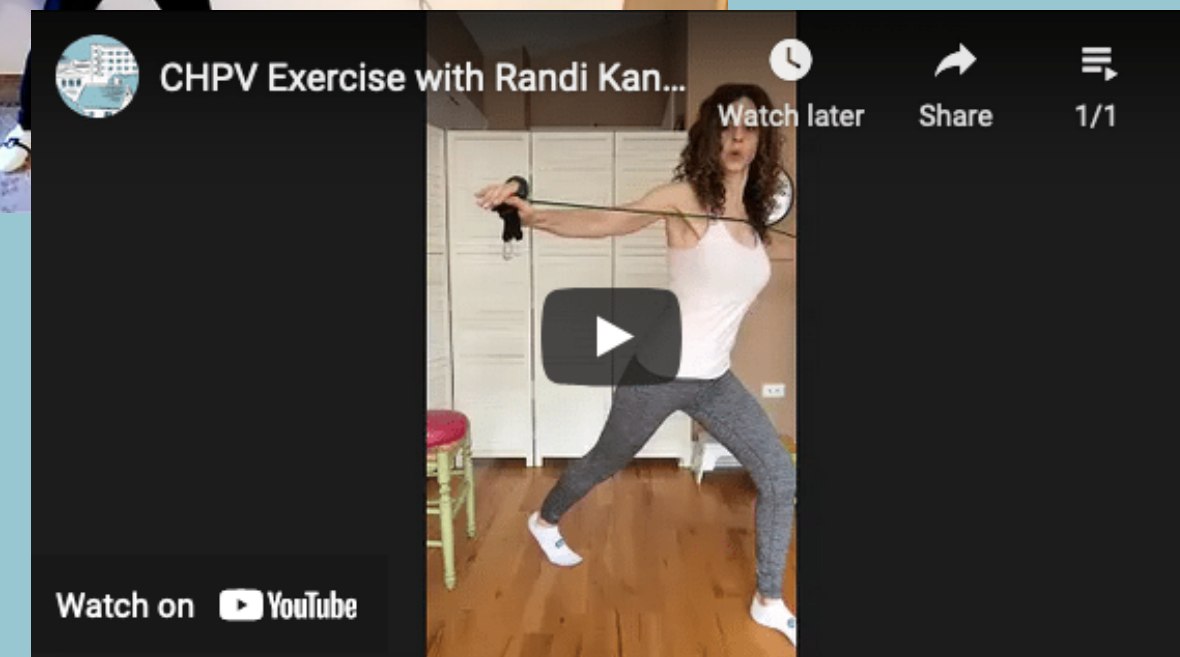 CHPV Exercise with Randi Kan...
Watch later
Share
1/1
Watch on YouTube